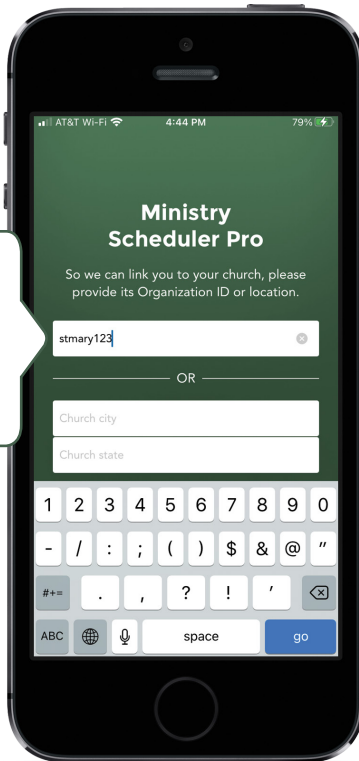 AT&T Wi-Fi 4:44 PM 79%
Ministry
Scheduler Pro
So we can link you to your church, please
provide its Organization ID or location.
stmary123
OR
Church city
Church state
1 2 3 4 5 6 7 8 9 0
- / : ; ( ) $ & @ "
#+= . , ? ! '
ABC space go